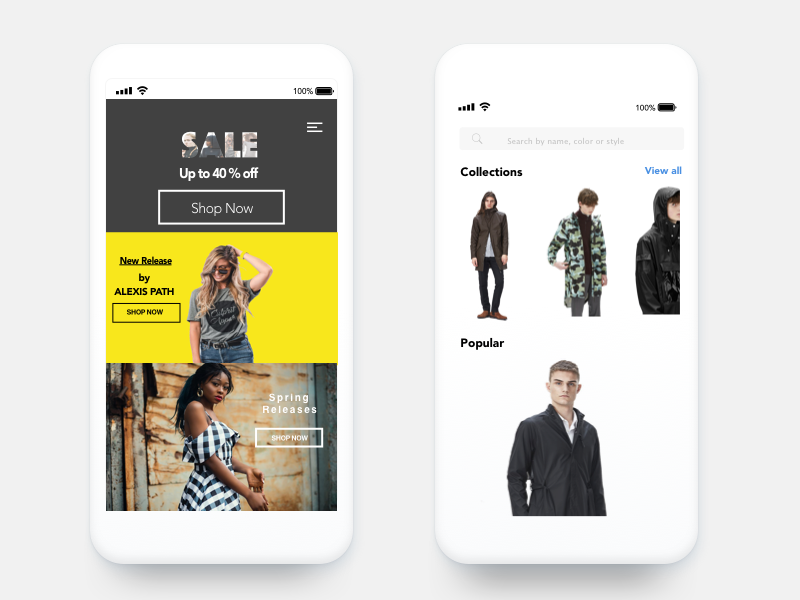 100%
SALE
Up to 40 % off
Shop Now
New Release
by
ALEXIS PATH
SHOP NOW
Spring
Releases
SHOP NOW
100%
Search by name, color or style
Collections
View all
Popular